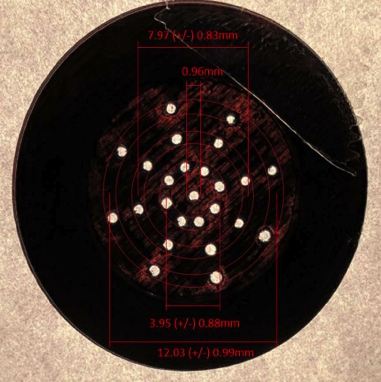 7.97 (+/-) 0.83mm
0.96mm
3.95 (+/-) 0.88mm
12.03 (+/-) 0.99mm